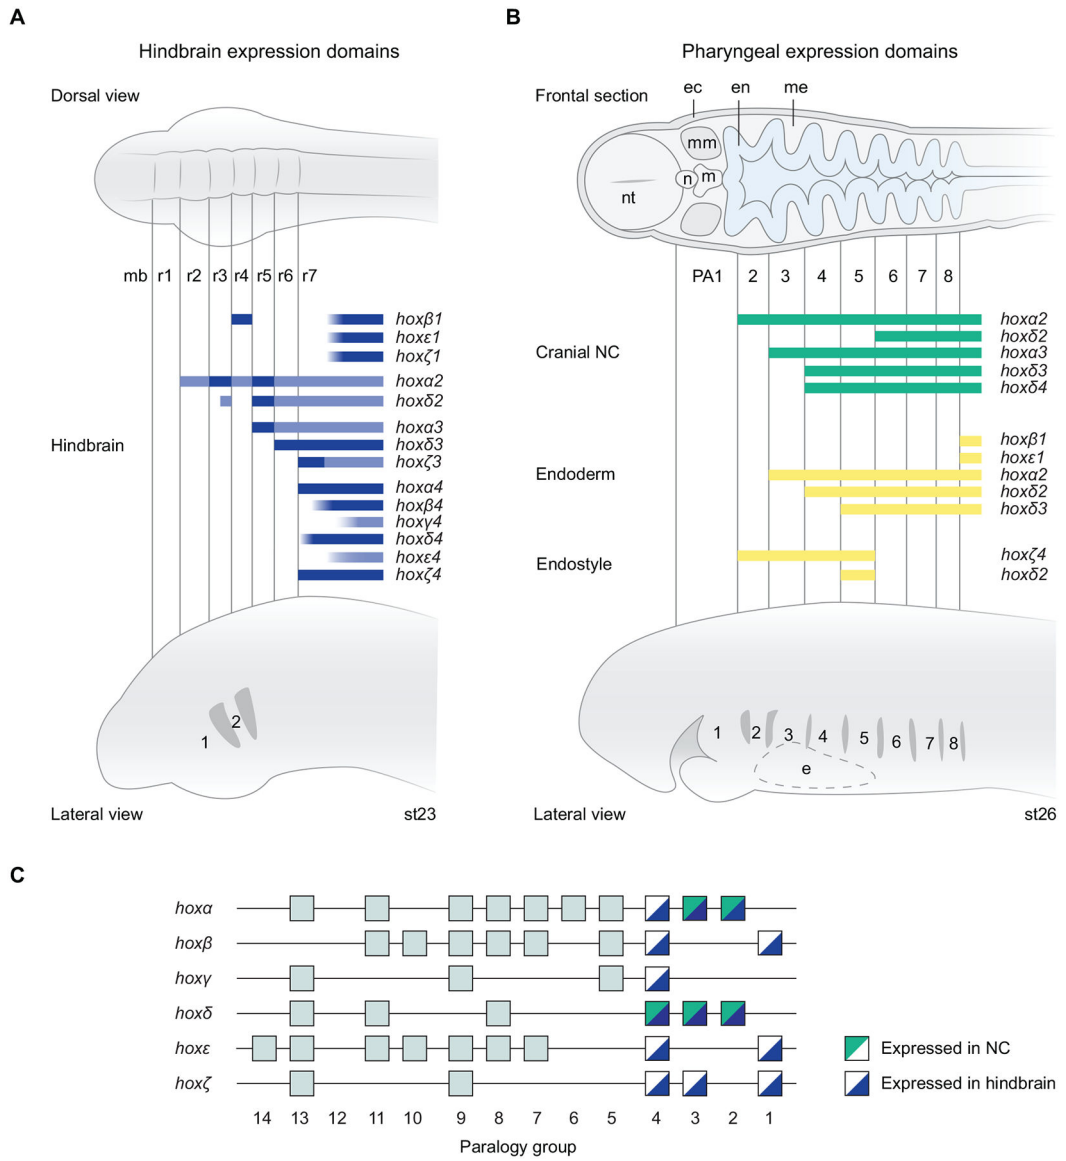 A
Hindbrain expression domains
Dorsal view
mb r1 r2 r3 r4 r5 r6 r7
hoxβ1
hoxε1
hoxζ1
hoxα2
hoxδ2
hoxα3
Hindbrain
hoxδ3
hoxζ3
hoxα4
hoxβ4
hoxγ4
hoxδ4
hoxε4
hoxζ4
1 2
Lateral view st23
B
Pharyngeal expression domains
Frontal section
ec en me
mm
n m
nt
PA1 2 3 4 5 6 7 8
hoxα2
hoxδ2
Cranial NC hoxα3
hoxδ3
hoxδ4
hoxβ1
hoxε1
Endoderm hoxα2
hoxδ2
hoxδ3
hoxζ4
Endostyle
hoxδ2
1 2 3 4 5 6 7 8
e
Lateral view st26
C
hoxα
hoxβ
hoxγ
hoxδ
hoxε
Expressed in NC
hoxζ
Expressed in hindbrain
14 13 12 11 10 9 8 7 6 5 4 3 2 1
Paralogy group